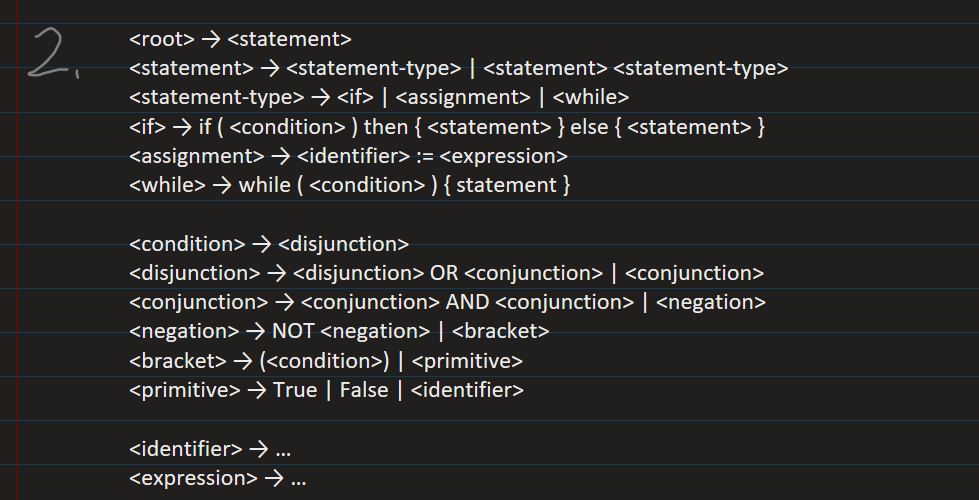 2.
<root> → <statement>
<statement> → <statement-type> | <statement> <statement-type>
<statement-type> → <if> | <assignment> | <while>
<if> → if ( <condition> ) then { <statement> } else { <statement> }
<assignment> → <identifier> := <expression>
<while> → while ( <condition> ) { statement }
<condition> → <disjunction>
<disjunction> → <disjunction> OR <conjunction> | <conjunction>
<conjunction> → <conjunction> AND <conjunction> | <negation>
<negation> → NOT <negation> | <bracket>
<bracket> → (<condition>) | <primitive>
<primitive> → True | False | <identifier>
<identifier> → ...
<expression> → ...